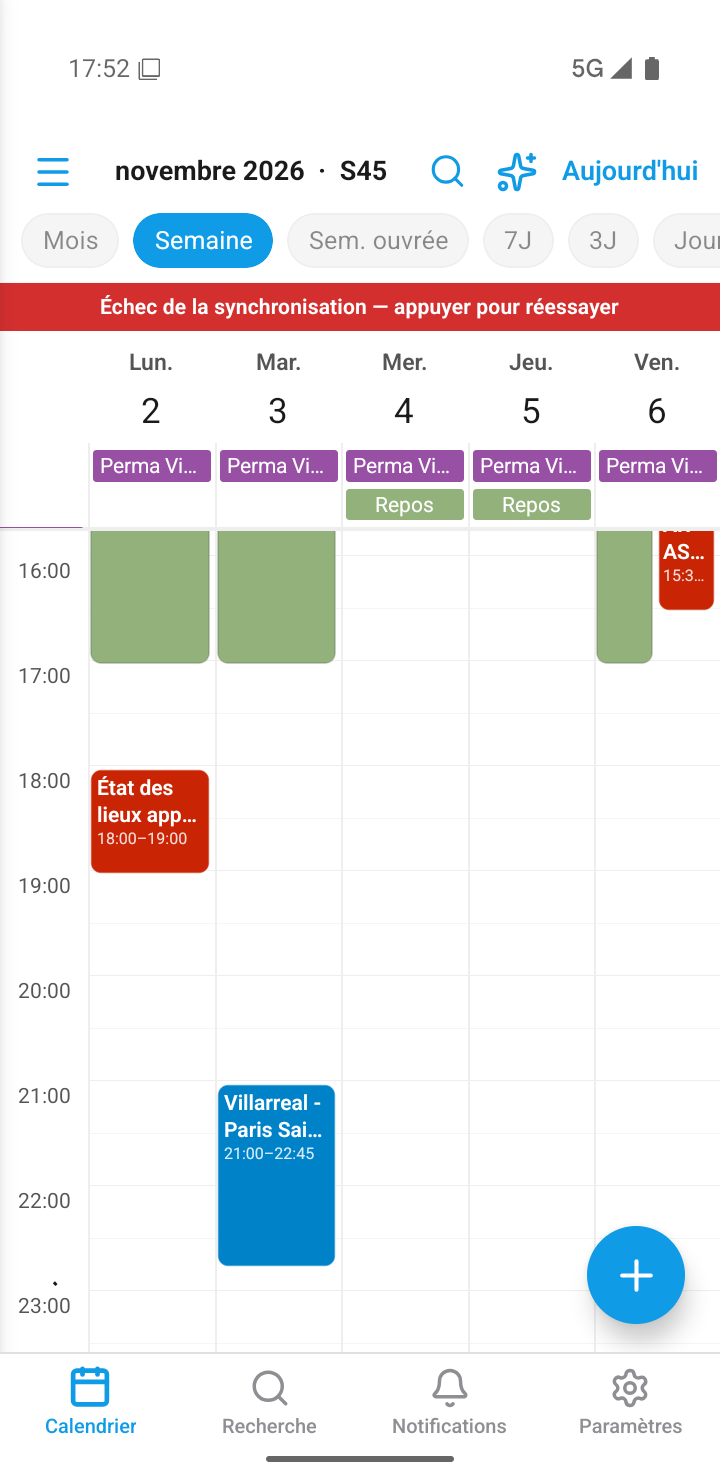 17:52
5G
novembre 2026 · S45
Aujourd'hui
Mois
Semaine
Sem. ouvrée
7J
3J
Échec de la synchronisation — appuyer pour réessayer
Lun.
Mar.
Mer.
Jeu.
Ven.
2
3
4
5
6
Perma Vi...
Perma Vi...
Perma Vi...
Perma Vi...
Perma Vi...
Repos
Repos
AS...
15:3...
16:00
17:00
18:00
État des
lieux app...
18:00–19:00
19:00
20:00
21:00
Villarreal -
Paris Sai...
21:00–22:45
22:00
23:00
Calendrier
Recherche
Notifications
Paramètres